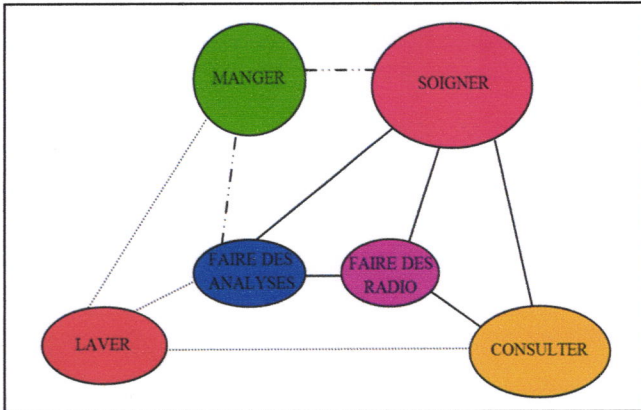 MANGER
SOIGNER
FAIRE DES
ANALYSES
FAIRE DES
RADIO
LAVER
CONSULTER